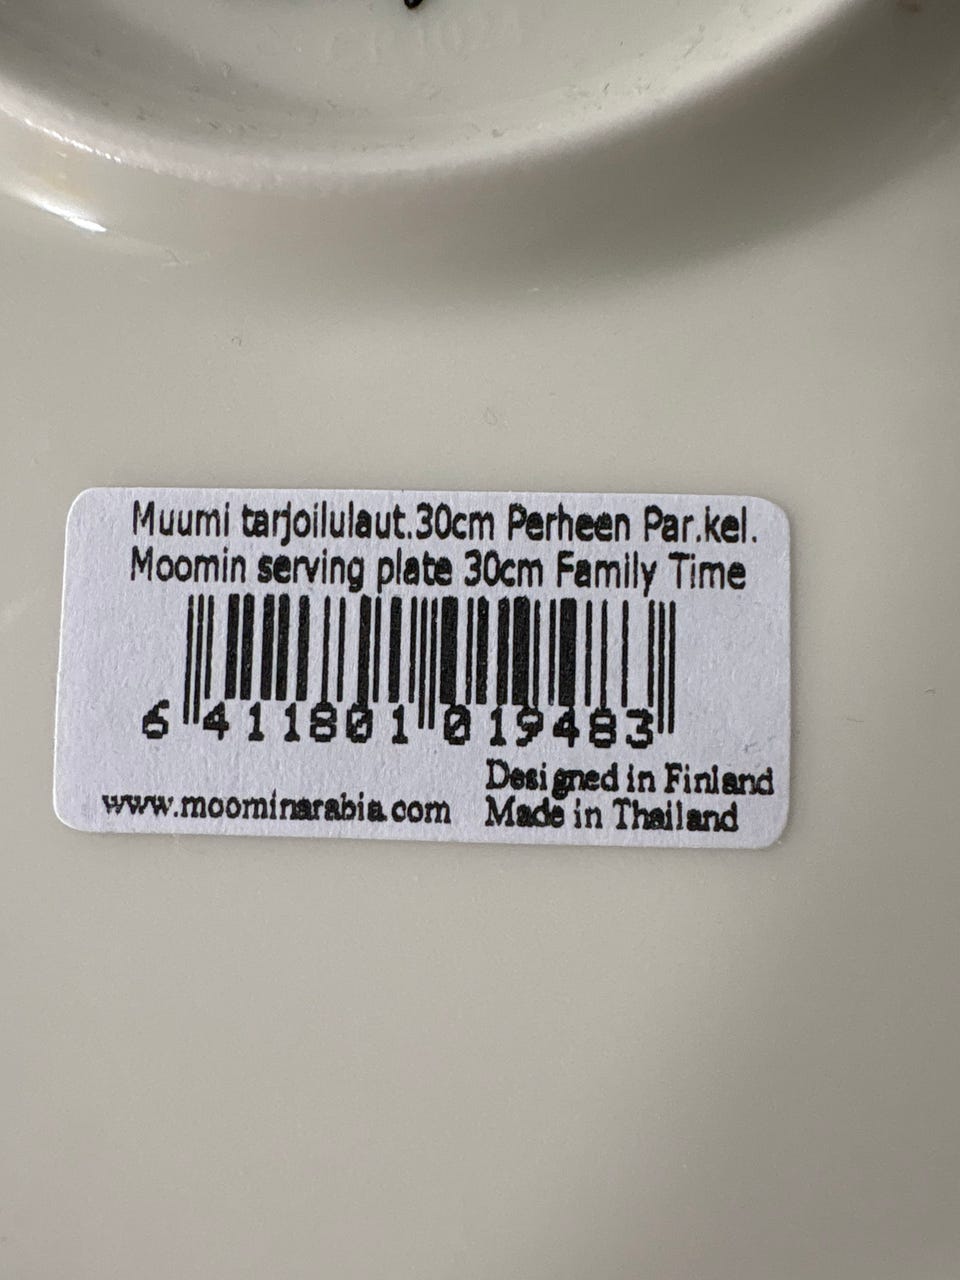 Muumi tarjoilulaut.30cm Perheen Par.kel.
Moomin serving plate 30cm Family Time
6 411801 019483
www.moominarabia.com
Designed in Finland
Made in Thailand